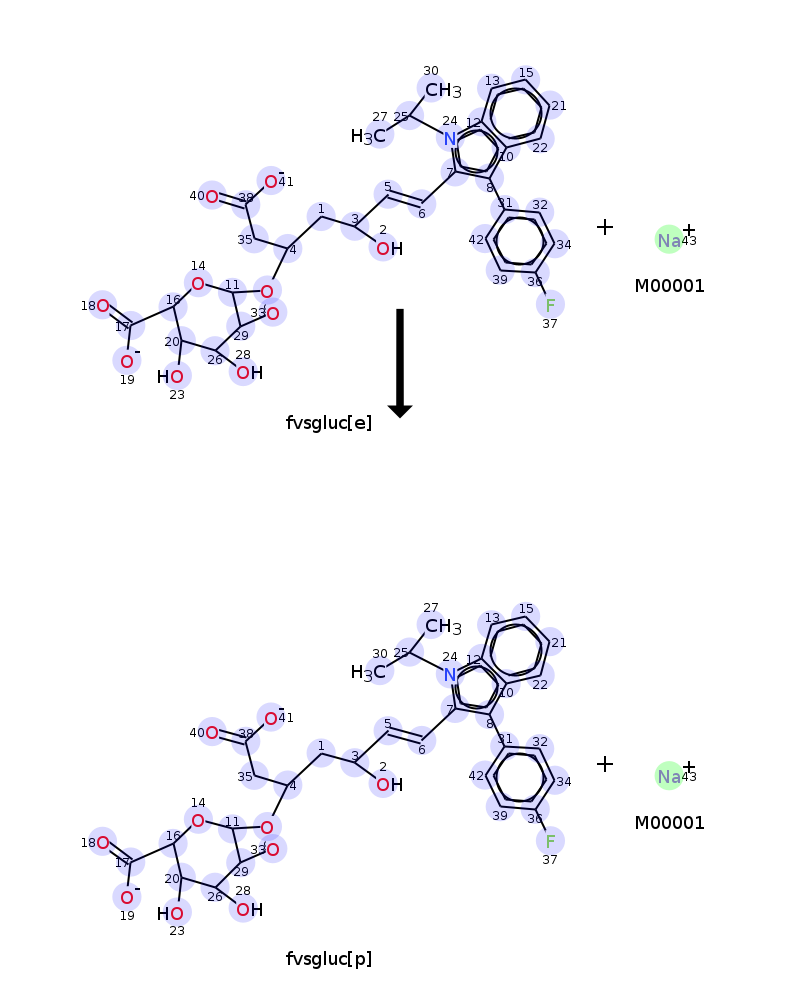 30
CH3
13
15
27
H3C
25
24
N
12
21
10
22
7
8
40
O
38
O-
41
5
6
1
31
32
35
4
3
2
OH
42
34
+
Na+
43
14
O
11
O
39
36
M00001
18
O
16
33
O
F
17
29
37
O-
20
26
28
OH
19
HO
23
fvsgluc[e]
27
CH3
13
15
30
H3C
25
24
N
12
21
10
22
7
8
40
O
38
O-
41
5
6
1
31
32
35
4
3
2
OH
42
34
+
Na+
43
14
O
11
O
39
36
M00001
18
O
16
33
O
F
17
29
37
O-
20
26
28
OH
19
HO
23
fvsgluc[p]